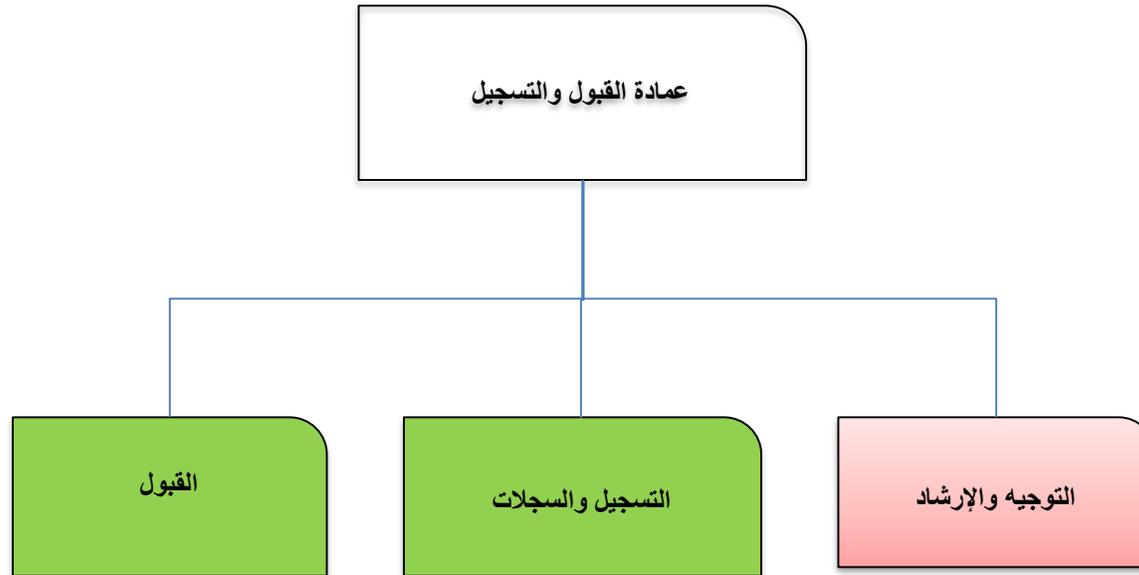 عمادة القبول والتسجيل
التوجيه والإرشاد
التسجيل والسجلات
القبول